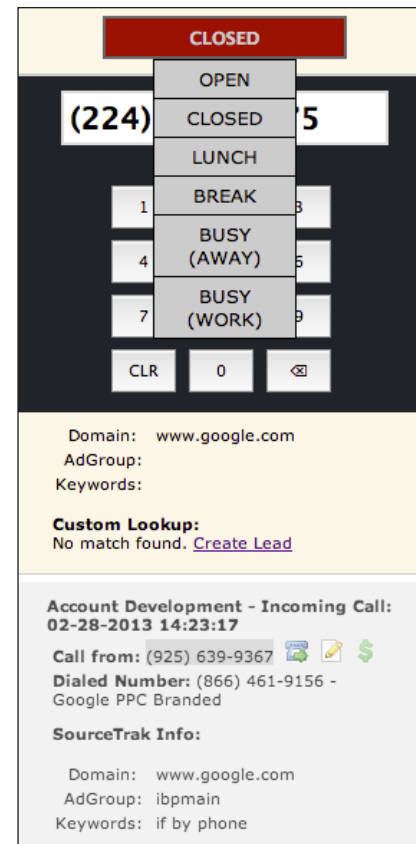 CLOSED
OPEN
(224) 5
CLOSED
LUNCH
1 BREAK 3
BUSY
4 (AWAY) 6
BUSY
7 (WORK) 9
CLR 0
Domain: www.google.com
AdGroup:
Keywords:
Custom Lookup:
No match found. Create Lead
Account Development - Incoming Call:
02-28-2013 14:23:17
Call from: (925) 639-9367
Dialed Number: (866) 461-9156 -
Google PPC Branded
SourceTrak Info:
Domain: www.google.com
AdGroup: ibpmain
Keywords: if by phone